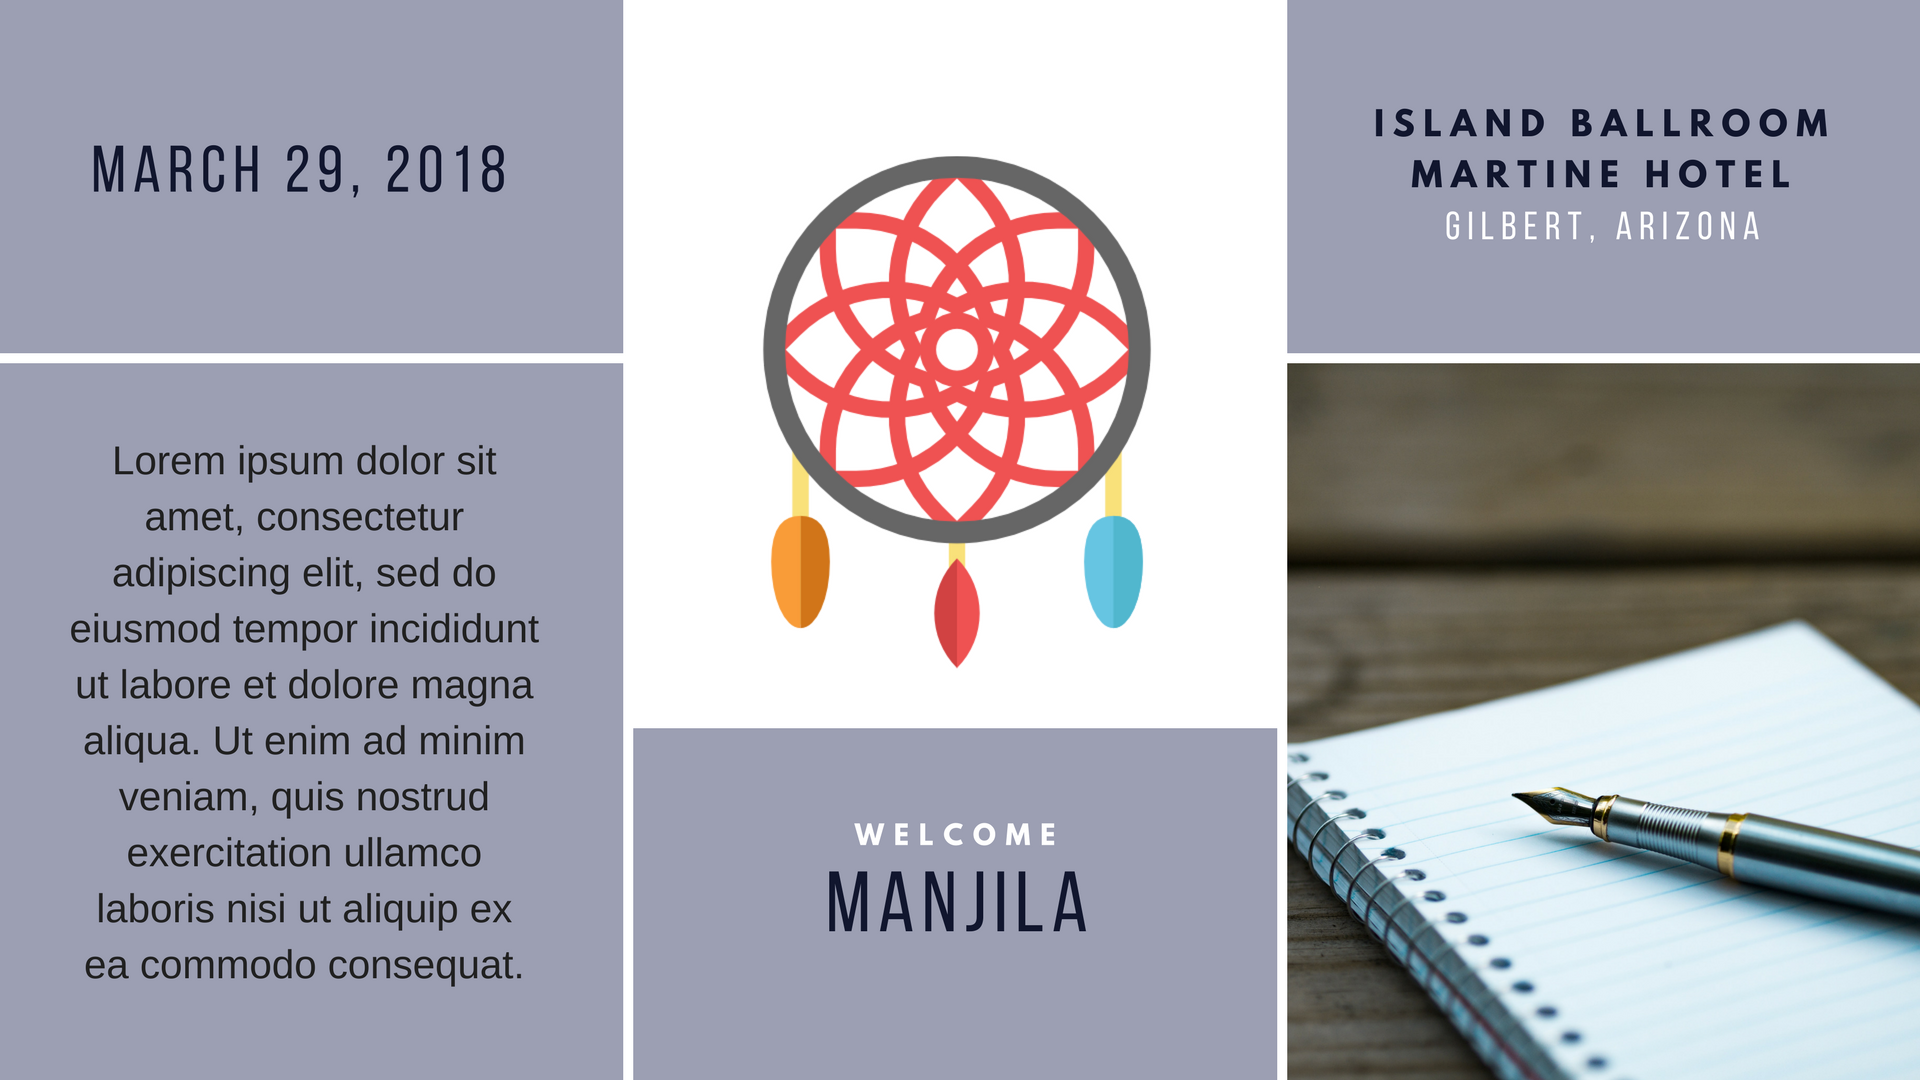 MARCH 29, 2018
Lorem ipsum dolor sit
amet, consectetur
adipiscing elit, sed do
eiusmod tempor incididunt
ut labore et dolore magna
aliqua. Ut enim ad minim
veniam, quis nostrud
exercitation ullamco
laboris nisi ut aliquip ex
ea commodo consequat.
WELCOME
MANJILA
ISLAND BALLROOM
MARTINE HOTEL
GILBERT, ARIZONA